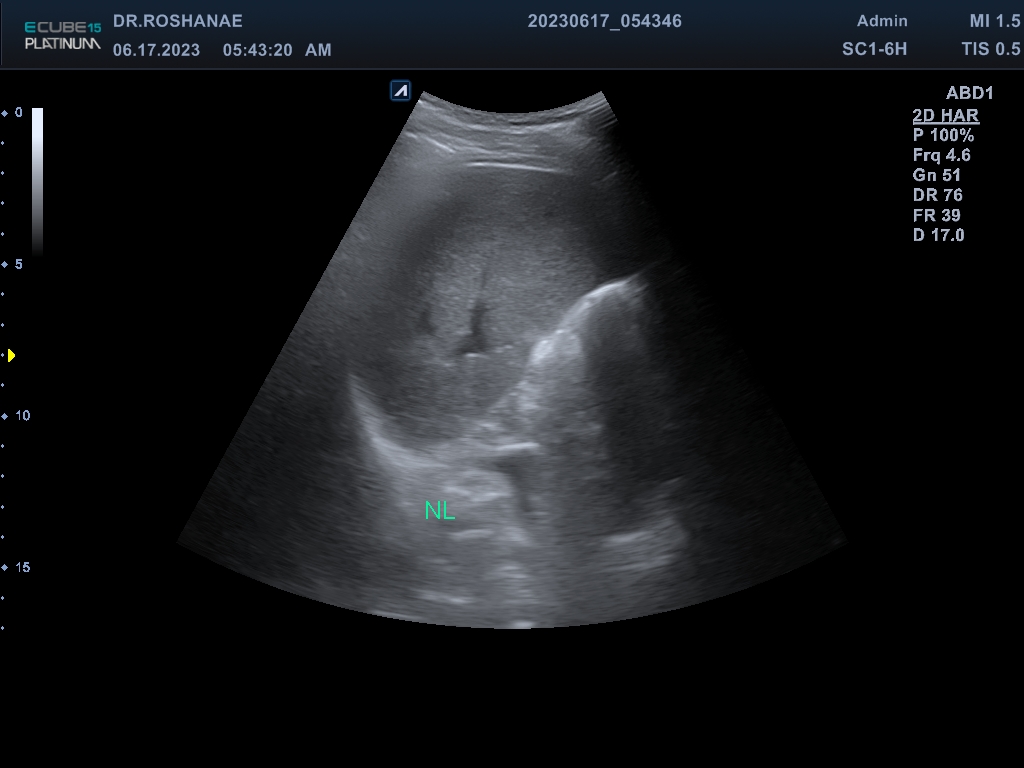 ECUBE15
PLATINUM
DR.ROSHANAE
20230617_054346
Admin
MI 1.5
06.17.2023
05:43:20 AM
SC1-6H
TIS 0.5
ABD1
2D HAR
P 100%
Frq 4.6
Gn 51
DR 76
FR 39
D 17.0
0
5
10
15
NL